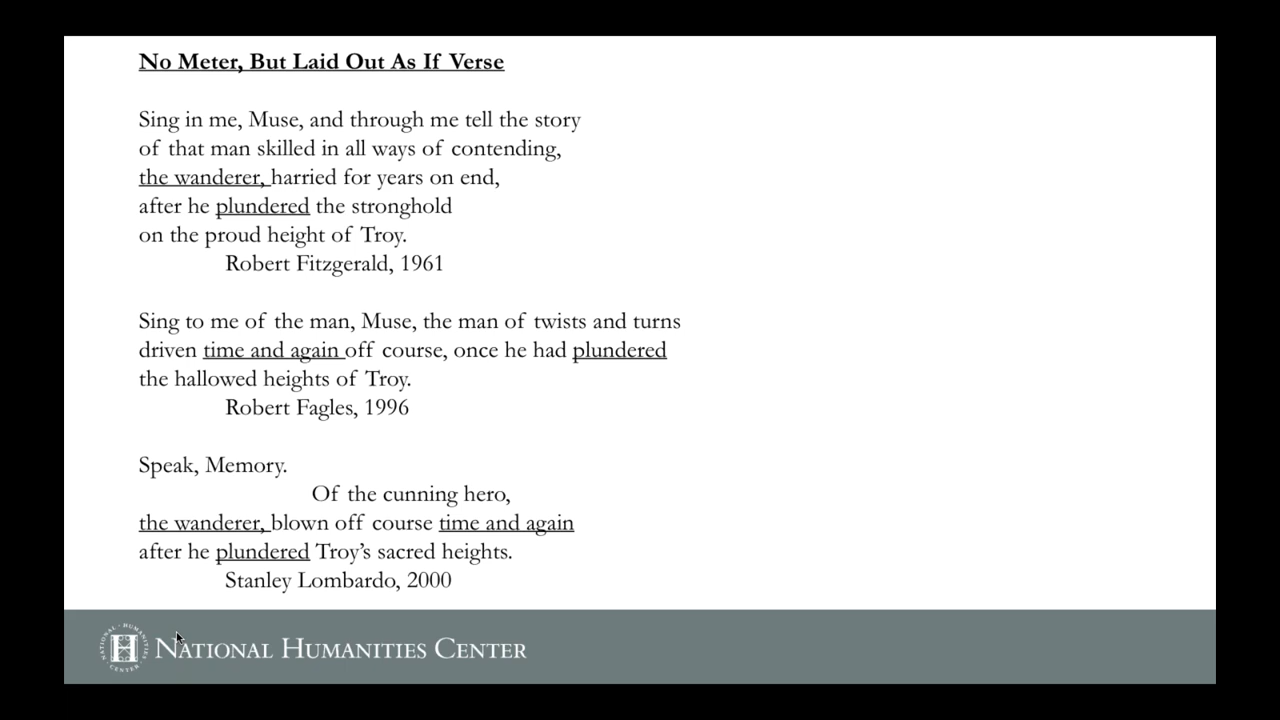 No Meter, But Laid Out As If Verse
Sing in me, Muse, and through me tell the story
of that man skilled in all ways of contending,
the wanderer, harried for years on end,
after he plundered the stronghold
on the proud height of Troy.
Robert Fitzgerald, 1961
Sing to me of the man, Muse, the man of twists and turns
driven time and again off course, once he had plundered
the hallowed heights of Troy.
Robert Fagles, 1996
Speak, Memory.
Of the cunning hero,
the wanderer, blown off course time and again
after he plundered Troy’s sacred heights.
Stanley Lombardo, 2000
NATIONAL HUMANITIES CENTER
H
NATIONAL HUMANITIES CENTER